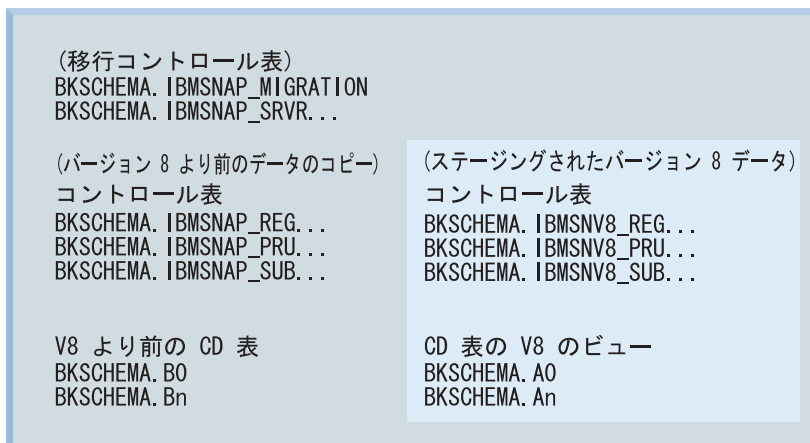 (移行コントロール表)
BKSCHEMA.IBMSNAP_MIGRATION
BKSCHEMA.IBMSNAP_SRVR...
(バージョン 8 より前のデータのコピー)
コントロール表
BKSCHEMA.IBMSNAP_REG...
BKSCHEMA.IBMSNAP_PRU...
BKSCHEMA.IBMSNAP_SUB...
V8 より前の CD 表
BKSCHEMA.B0
BKSCHEMA.Bn
(ステージングされたバージョン 8 データ)
コントロール表
BKSCHEMA.IBMSNV8_REG...
BKSCHEMA.IBMSNV8_PRU...
BKSCHEMA.IBMSNV8_SUB...
CD 表の V8 のビュー
BKSCHEMA.A0
BKSCHEMA.An